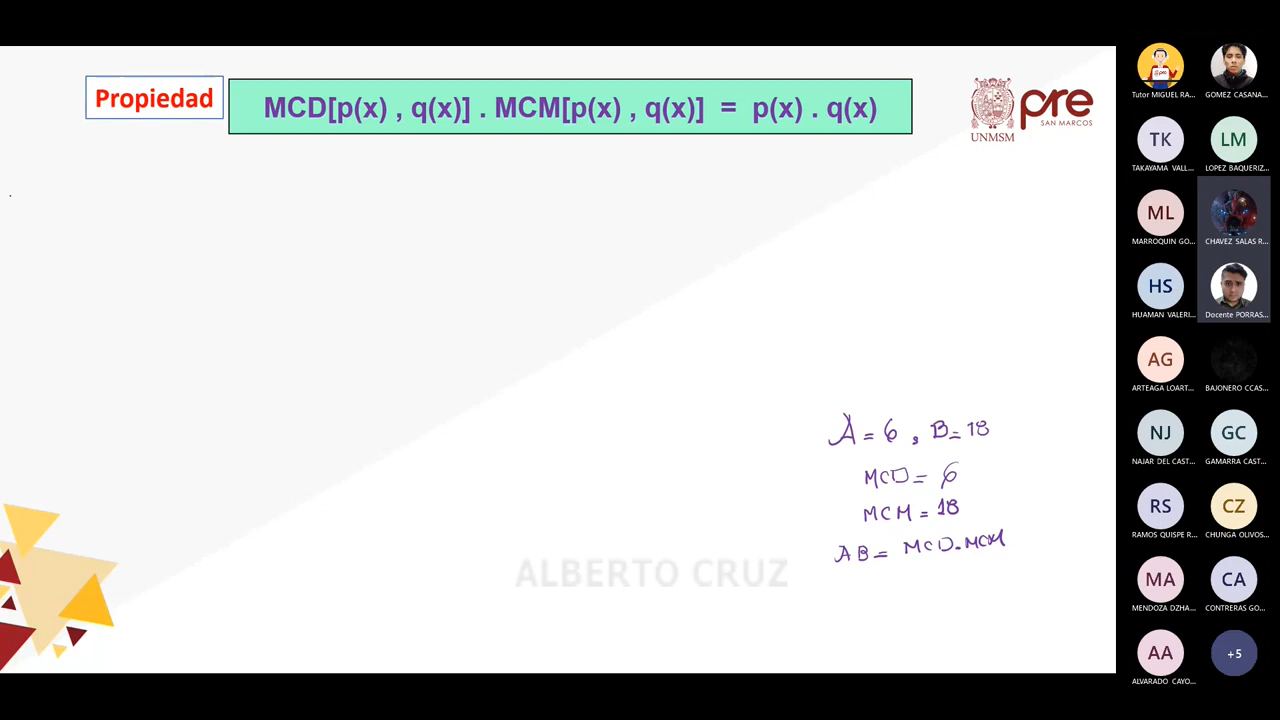 Propiedad
MCD[p(x) , q(x)] . MCM[p(x) , q(x)] = p(x) . q(x)
UNMSM
pre
SAN MARCOS
A = 6 , B = 18
MCD = 6
MCM = 18
AB = MCD . MCM
ALBERTO CRUZ
Tutor MIGUEL RA...
GOMEZ CASANA...
TK
LM
TAKAYAMA VALL...
LOPEZ BAQUERIZ...
ML
MARROQUIN GO...
CHAVEZ SALAS R...
HS
HUAMAN VALERI...
Docente PORRAS...
AG
ARTEAGA LOART...
BAJONERO CCAS...
NJ
GC
NAJAR DEL CAST...
GAMARRA CAST...
RS
CZ
RAMOS QUISPE R...
CHUNGA OLIVOS...
MA
CA
MENDOZA DZHA...
CONTRERAS GO...
AA
+5
ALVARADO CAYO...